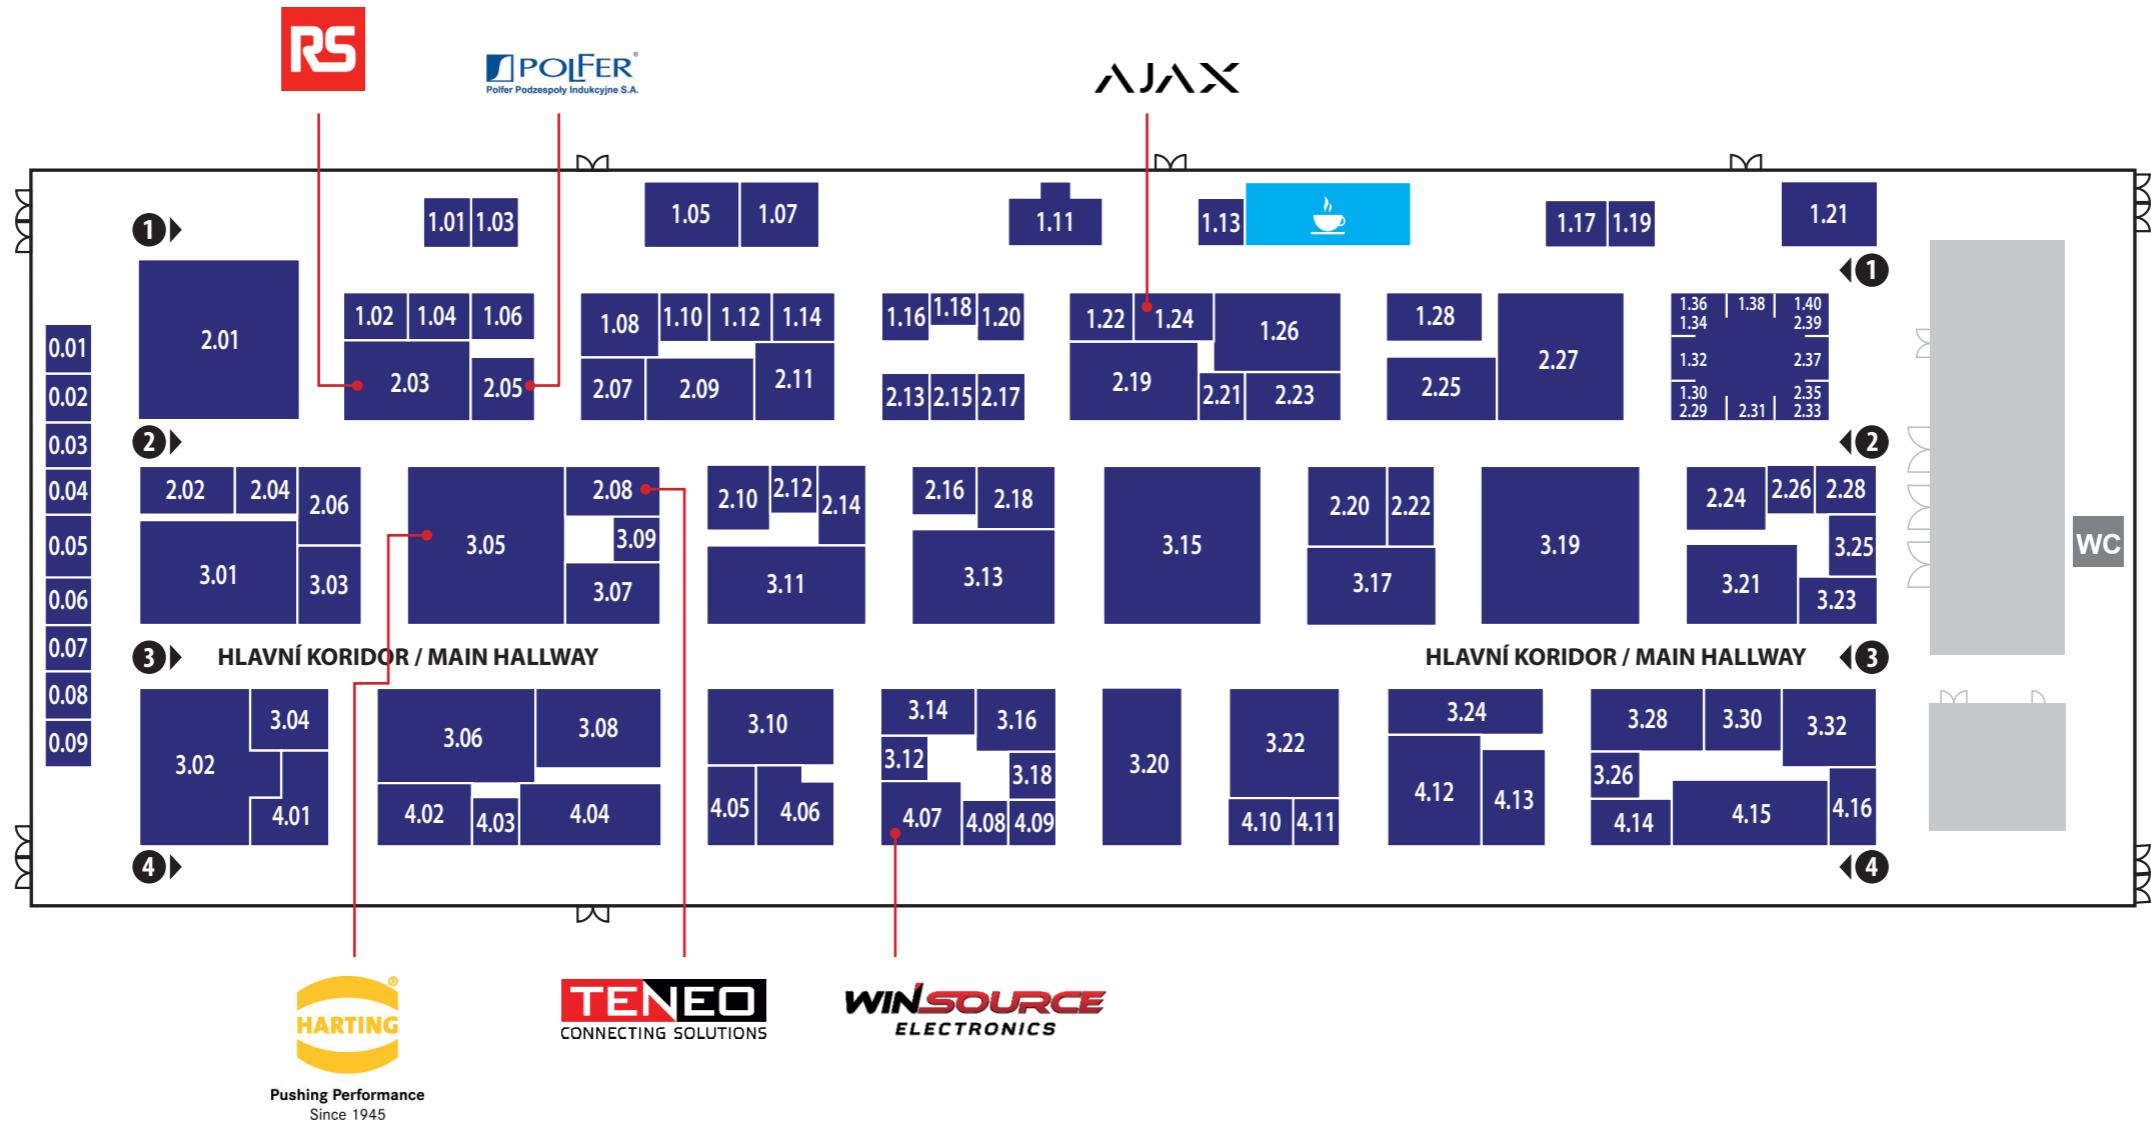 RS
POLFER®
Polfer Podzespoły Indukcyjne S.A.
AJAX
1
1.01 1.03
1.05 1.07
1.11
1.13
1.17 1.19
1.21
1
2.01
1.02 1.04 1.06
2.03 2.05
1.08 1.10 1.12 1.14
2.07 2.09 2.11
1.16 1.18 1.20
2.13 2.15 2.17
1.22 1.24 1.26
2.19 2.21 2.23
1.28
2.25 2.27
1.36 1.38 1.40
1.34 2.39
1.32 2.37
1.30 2.35
2.29 2.31 2.33
0.01
0.02
0.03
0.04
0.05
0.06
0.07
0.08
0.09
2
2
2.02 2.04 2.06
3.01 3.03
3.05
2.08
3.09
3.07
2.10 2.12 2.14
3.11
2.16 2.18
3.13
3.15
2.20 2.22
3.17
3.19
2.24 2.26 2.28
3.25
3.21 3.23
WC
3
HLAVNÍ KORIDOR / MAIN HALLWAY
HLAVNÍ KORIDOR / MAIN HALLWAY
3
3.02 3.04
4.01
3.06 3.08
4.02 4.03 4.04
3.10
4.05 4.06
3.14 3.16
3.12 3.18
4.07 4.08 4.09
3.20
3.22
4.10 4.11
3.24
4.12 4.13
3.28 3.30 3.32
3.26
4.14 4.15 4.16
4
4
HARTING®
Pushing Performance
Since 1945
TENEO
CONNECTING SOLUTIONS
WIN SOURCE
ELECTRONICS